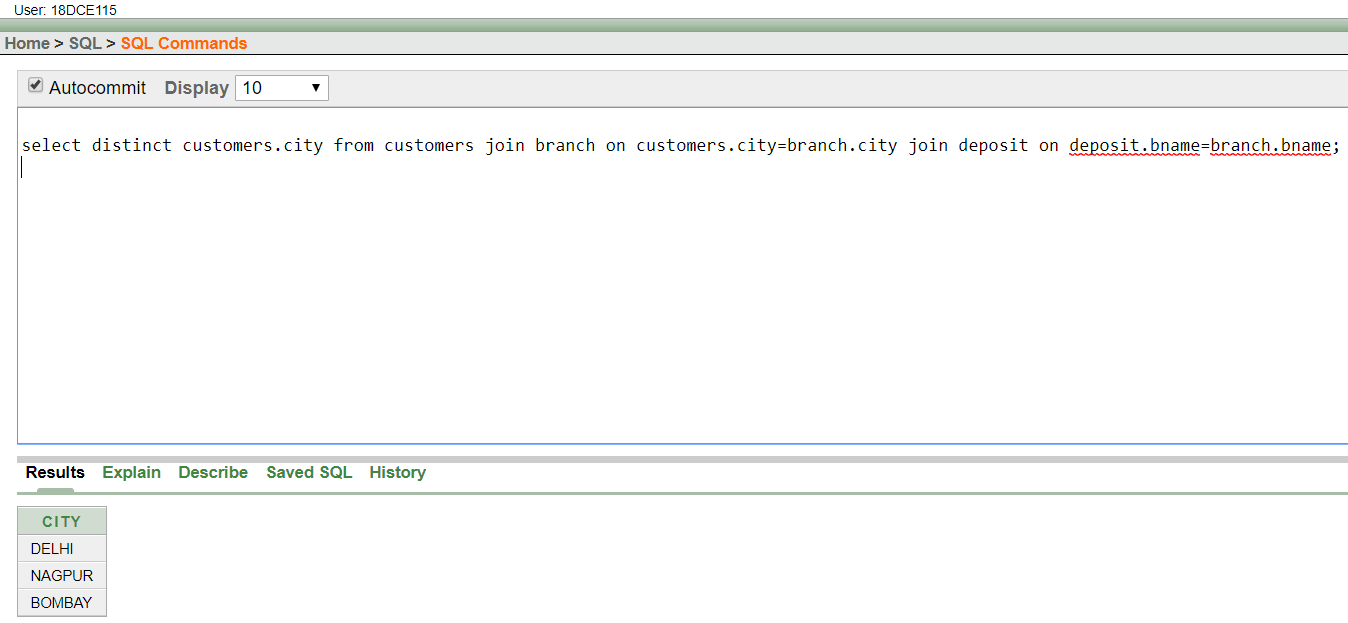 User: 18DCE115
Home > SQL > SQL Commands
Autocommit Display 10
select distinct customers.city from customers join branch on customers.city=branch.city join deposit on deposit.bname=branch.bname;
Results Explain Describe Saved SQL History
CITY
DELHI
NAGPUR
BOMBAY